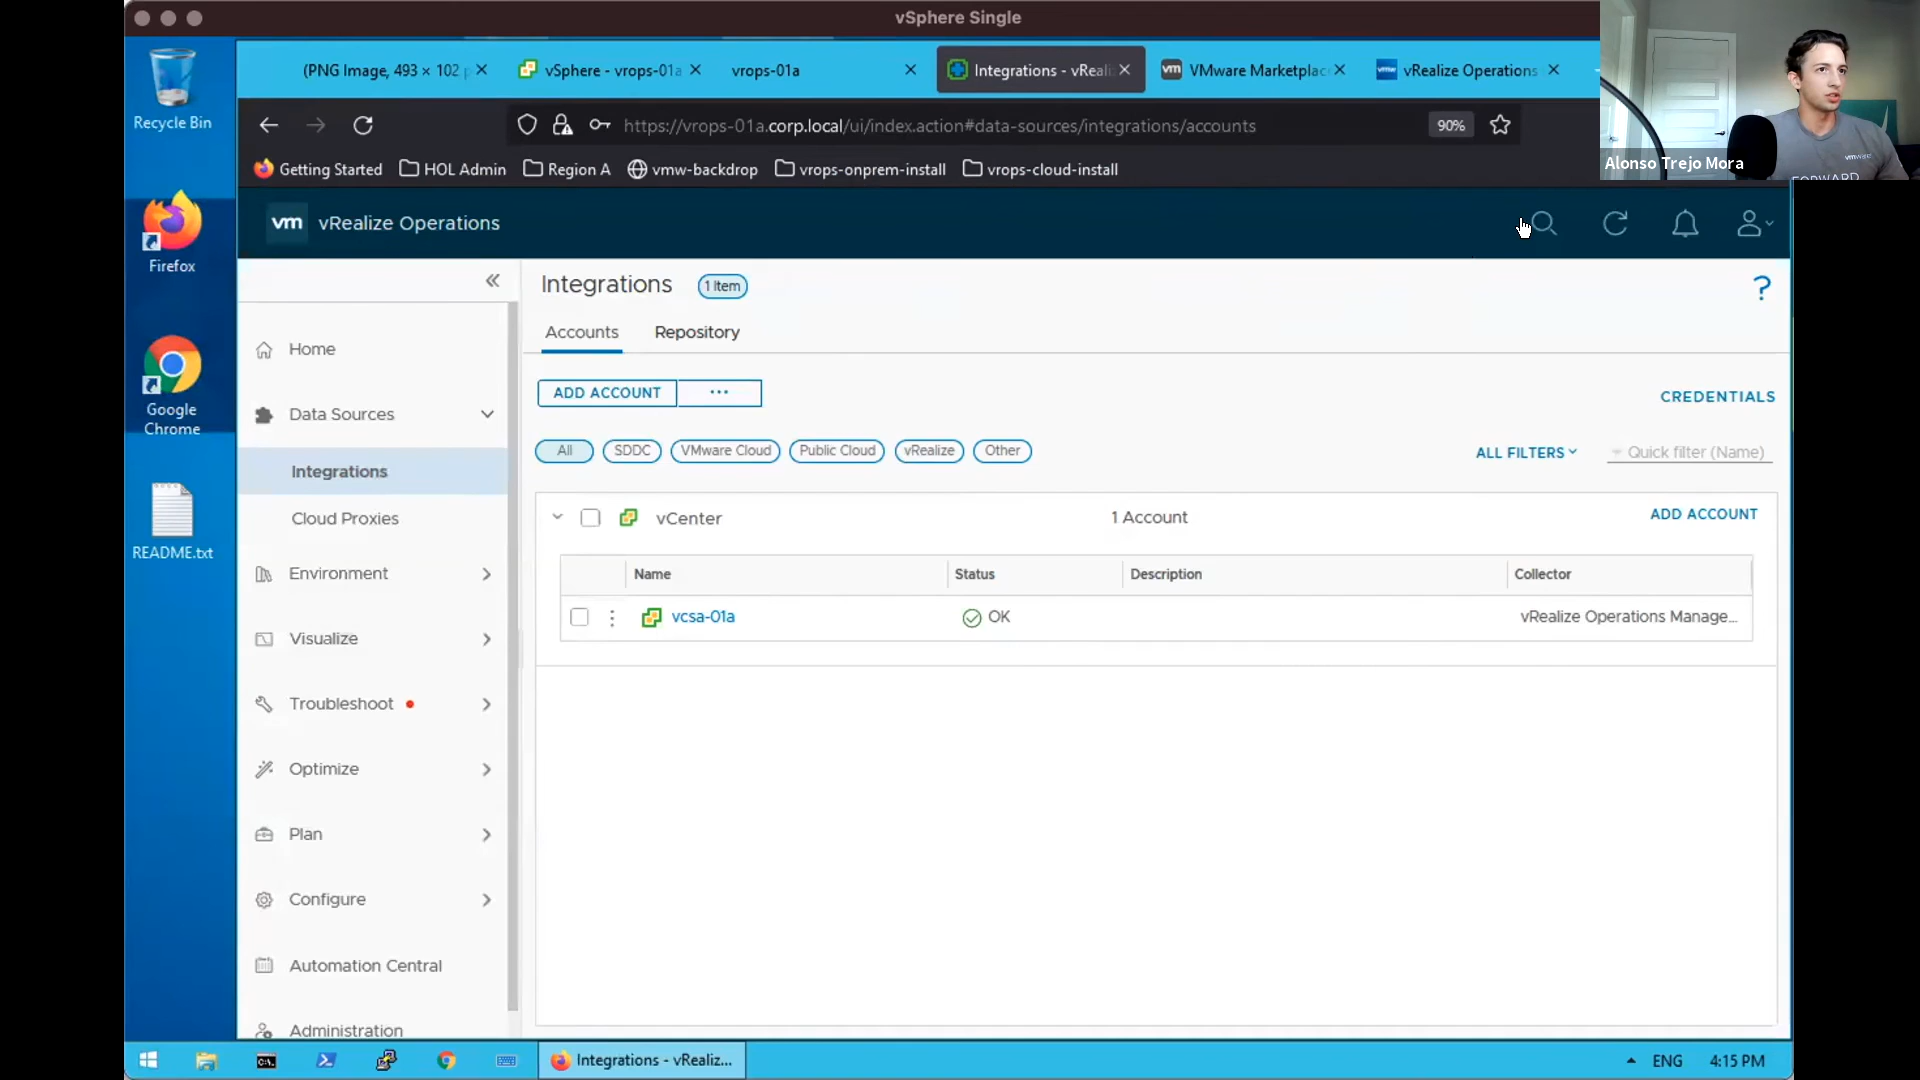 vSphere Single
(PNG Image, 493 × 102 p
vSphere - vrops-01a
vrops-01a
Integrations - vReali
VMware Marketplac
vRealize Operations
https://vrops-01a.corp.local/ui/index.action#data-sources/integrations/accounts
90%
Getting Started
HOL Admin
Region A
vmw-backdrop
vrops-onprem-install
vrops-cloud-install
Alonso Trejo Mora
vmware
FORWARD
Recycle Bin
Firefox
Google
Chrome
README.txt
vm vRealize Operations
Home
Data Sources
Integrations
Cloud Proxies
Environment
Visualize
Troubleshoot
Optimize
Plan
Configure
Automation Central
Administration
Integrations
1 Item
?
Accounts
Repository
ADD ACCOUNT
...
CREDENTIALS
All
SDDC
VMware Cloud
Public Cloud
vRealize
Other
ALL FILTERS
Quick filter (Name)
vCenter
1 Account
ADD ACCOUNT
Name
Status
Description
Collector
vcsa-01a
OK
vRealize Operations Manage...
Integrations - vRealiz...
ENG
4:15 PM